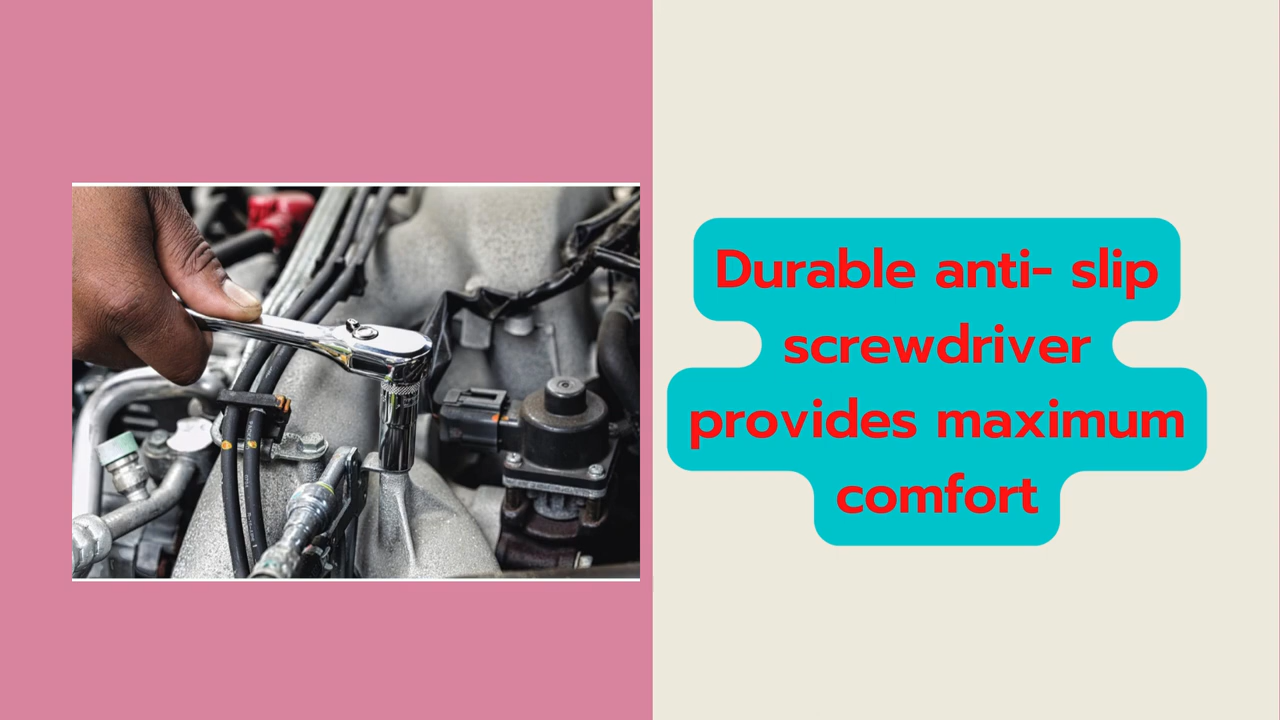 Durable anti- slip
screwdriver
provides maximum
comfort